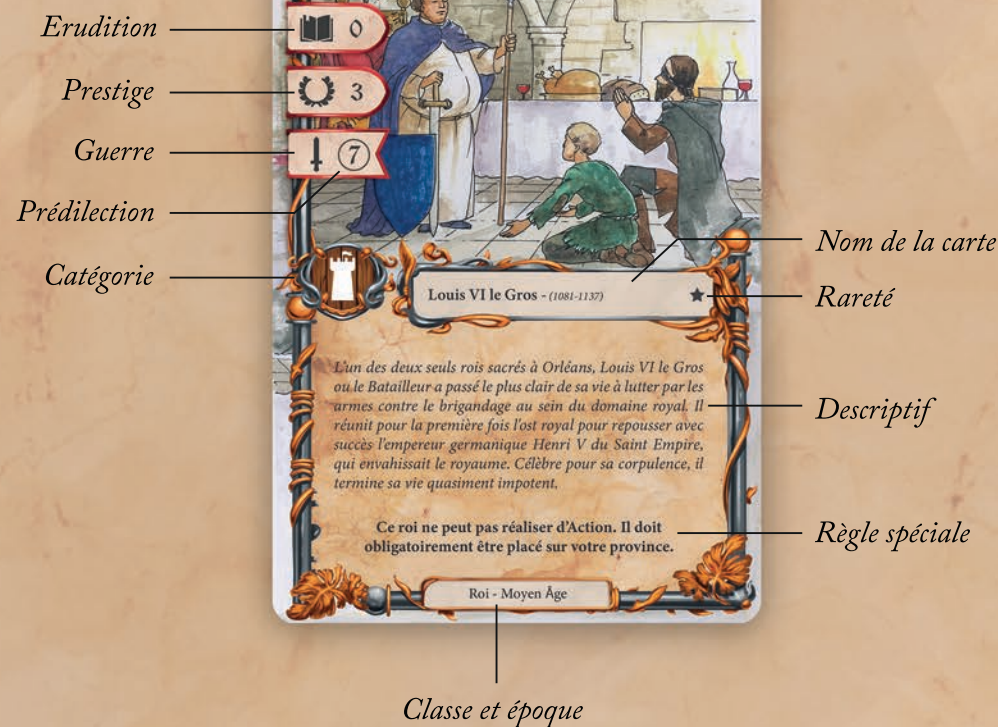 Erudition
0
Prestige
3
Guerre
7
Prédilection
Catégorie
Nom de la carte
Louis VI le Gros - (1081-1137)
Rareté
L'un des deux seuls rois sacrés à Orléans, Louis VI le Gros
ou le Batailleur a passé le plus clair de sa vie à lutter par les
armes contre le brigandage au sein du domaine royal. Il
réunit pour la première fois l'ost royal pour repousser avec
succès l'empereur germanique Henri V du Saint Empire,
qui envahissait le royaume. Célèbre pour sa corpulence, il
termine sa vie quasiment impotent.
Descriptif
Ce roi ne peut pas réaliser d'Action. Il doit
obligatoirement être placé sur votre province.
Règle spéciale
Roi - Moyen Âge
Classe et époque